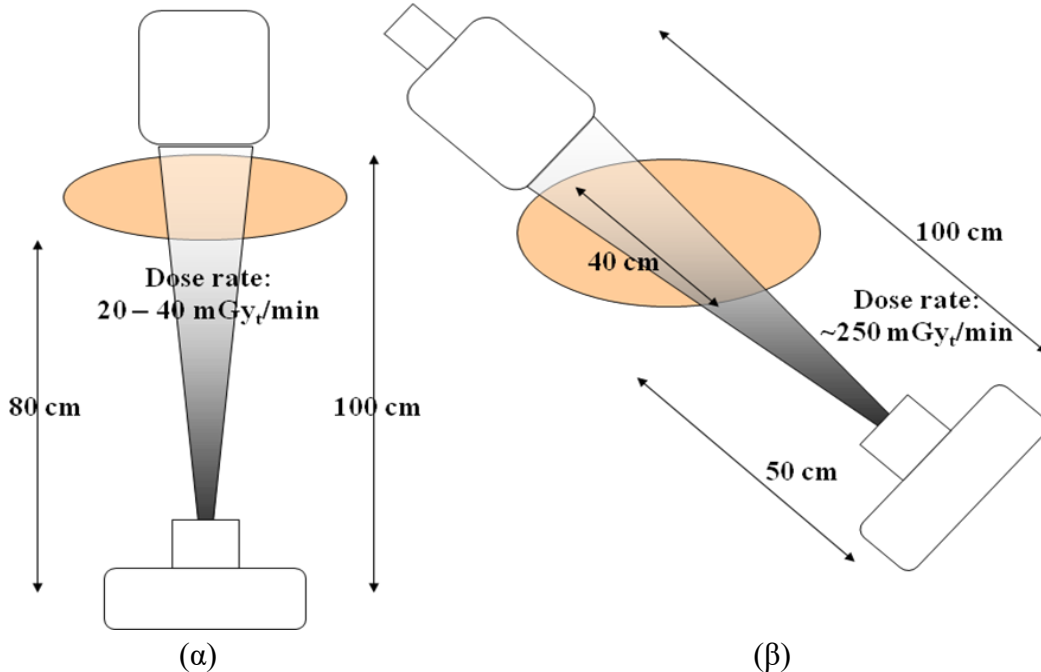 Dose rate:
20 – 40 mGyt/min
80 cm
100 cm
(α)
100 cm
40 cm
Dose rate:
~250 mGyt/min
50 cm
(β)